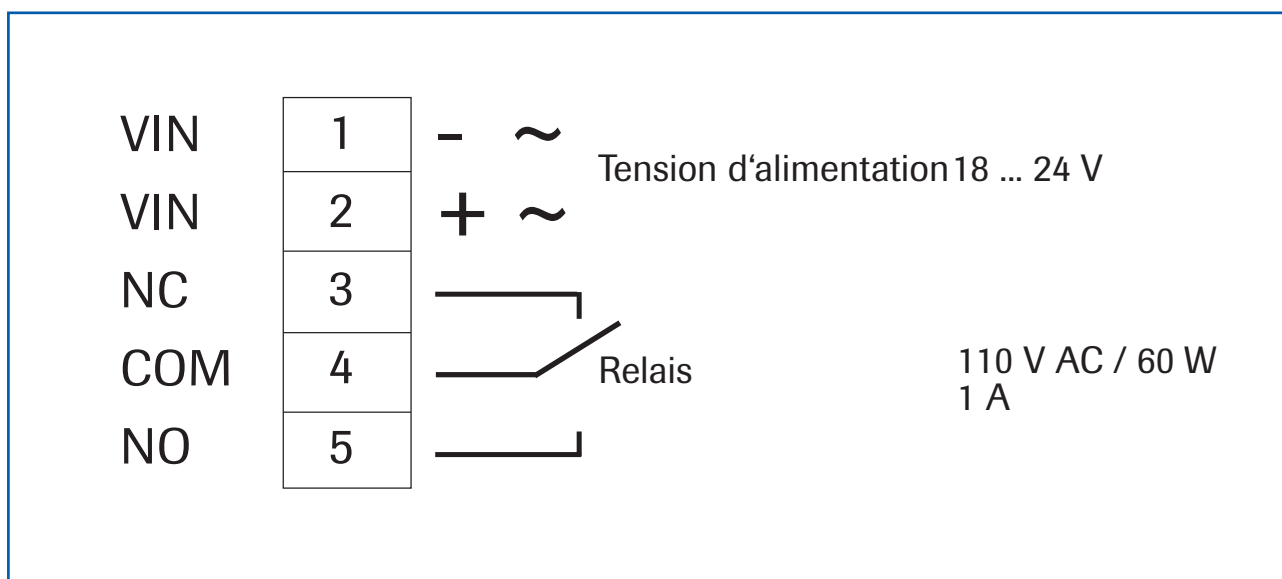 VIN 1 - ~
Tension d‘alimentation 18 ... 24 V
VIN 2 + ~
NC 3
COM 4 Relais 110 V AC / 60 W
1 A
NO 5